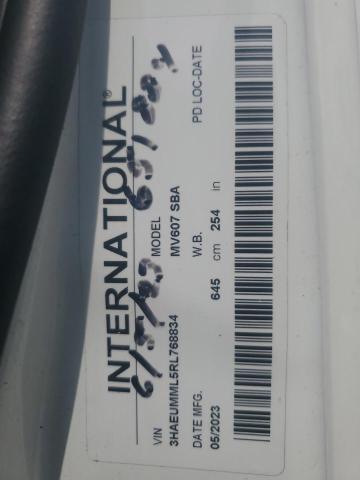 INTERNATIONAL®
VIN MODEL
3HAEUMML5RL768834 MV607 SBA
DATE MFG. W.B. PD LOC-DATE
05/2023 645 cm 254 in